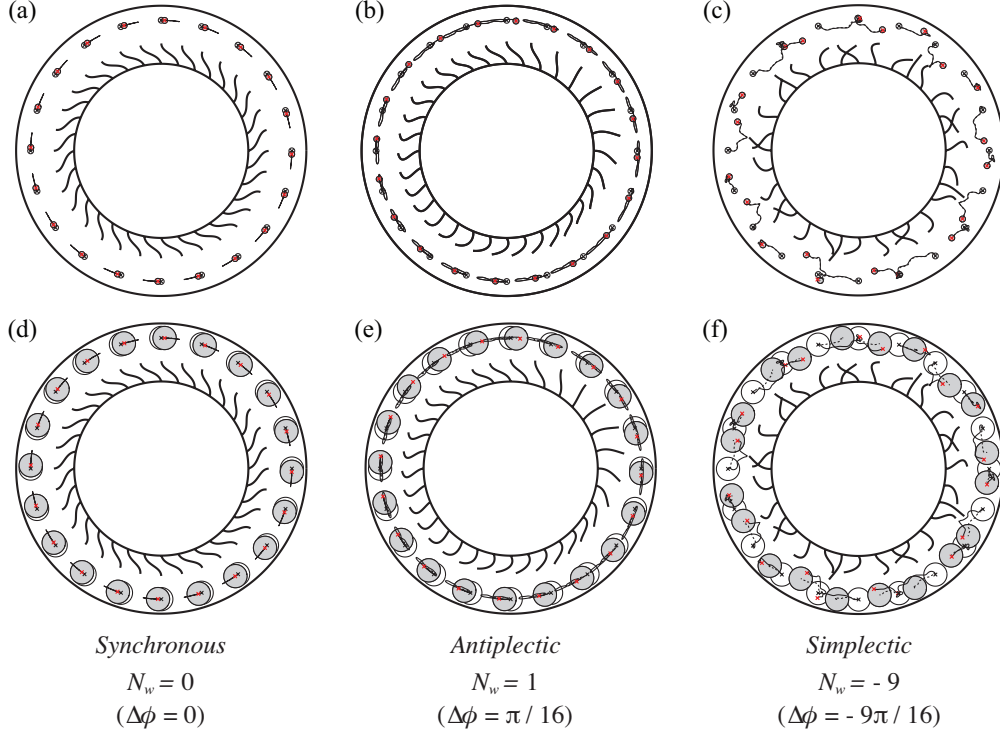 (a) (b) (c)
(d) (e) (f)
Synchronous Antiplectic Simplectic
N_w = 0 N_w = 1 N_w = - 9
(Δϕ = 0) (Δϕ = π / 16) (Δϕ = - 9π / 16)